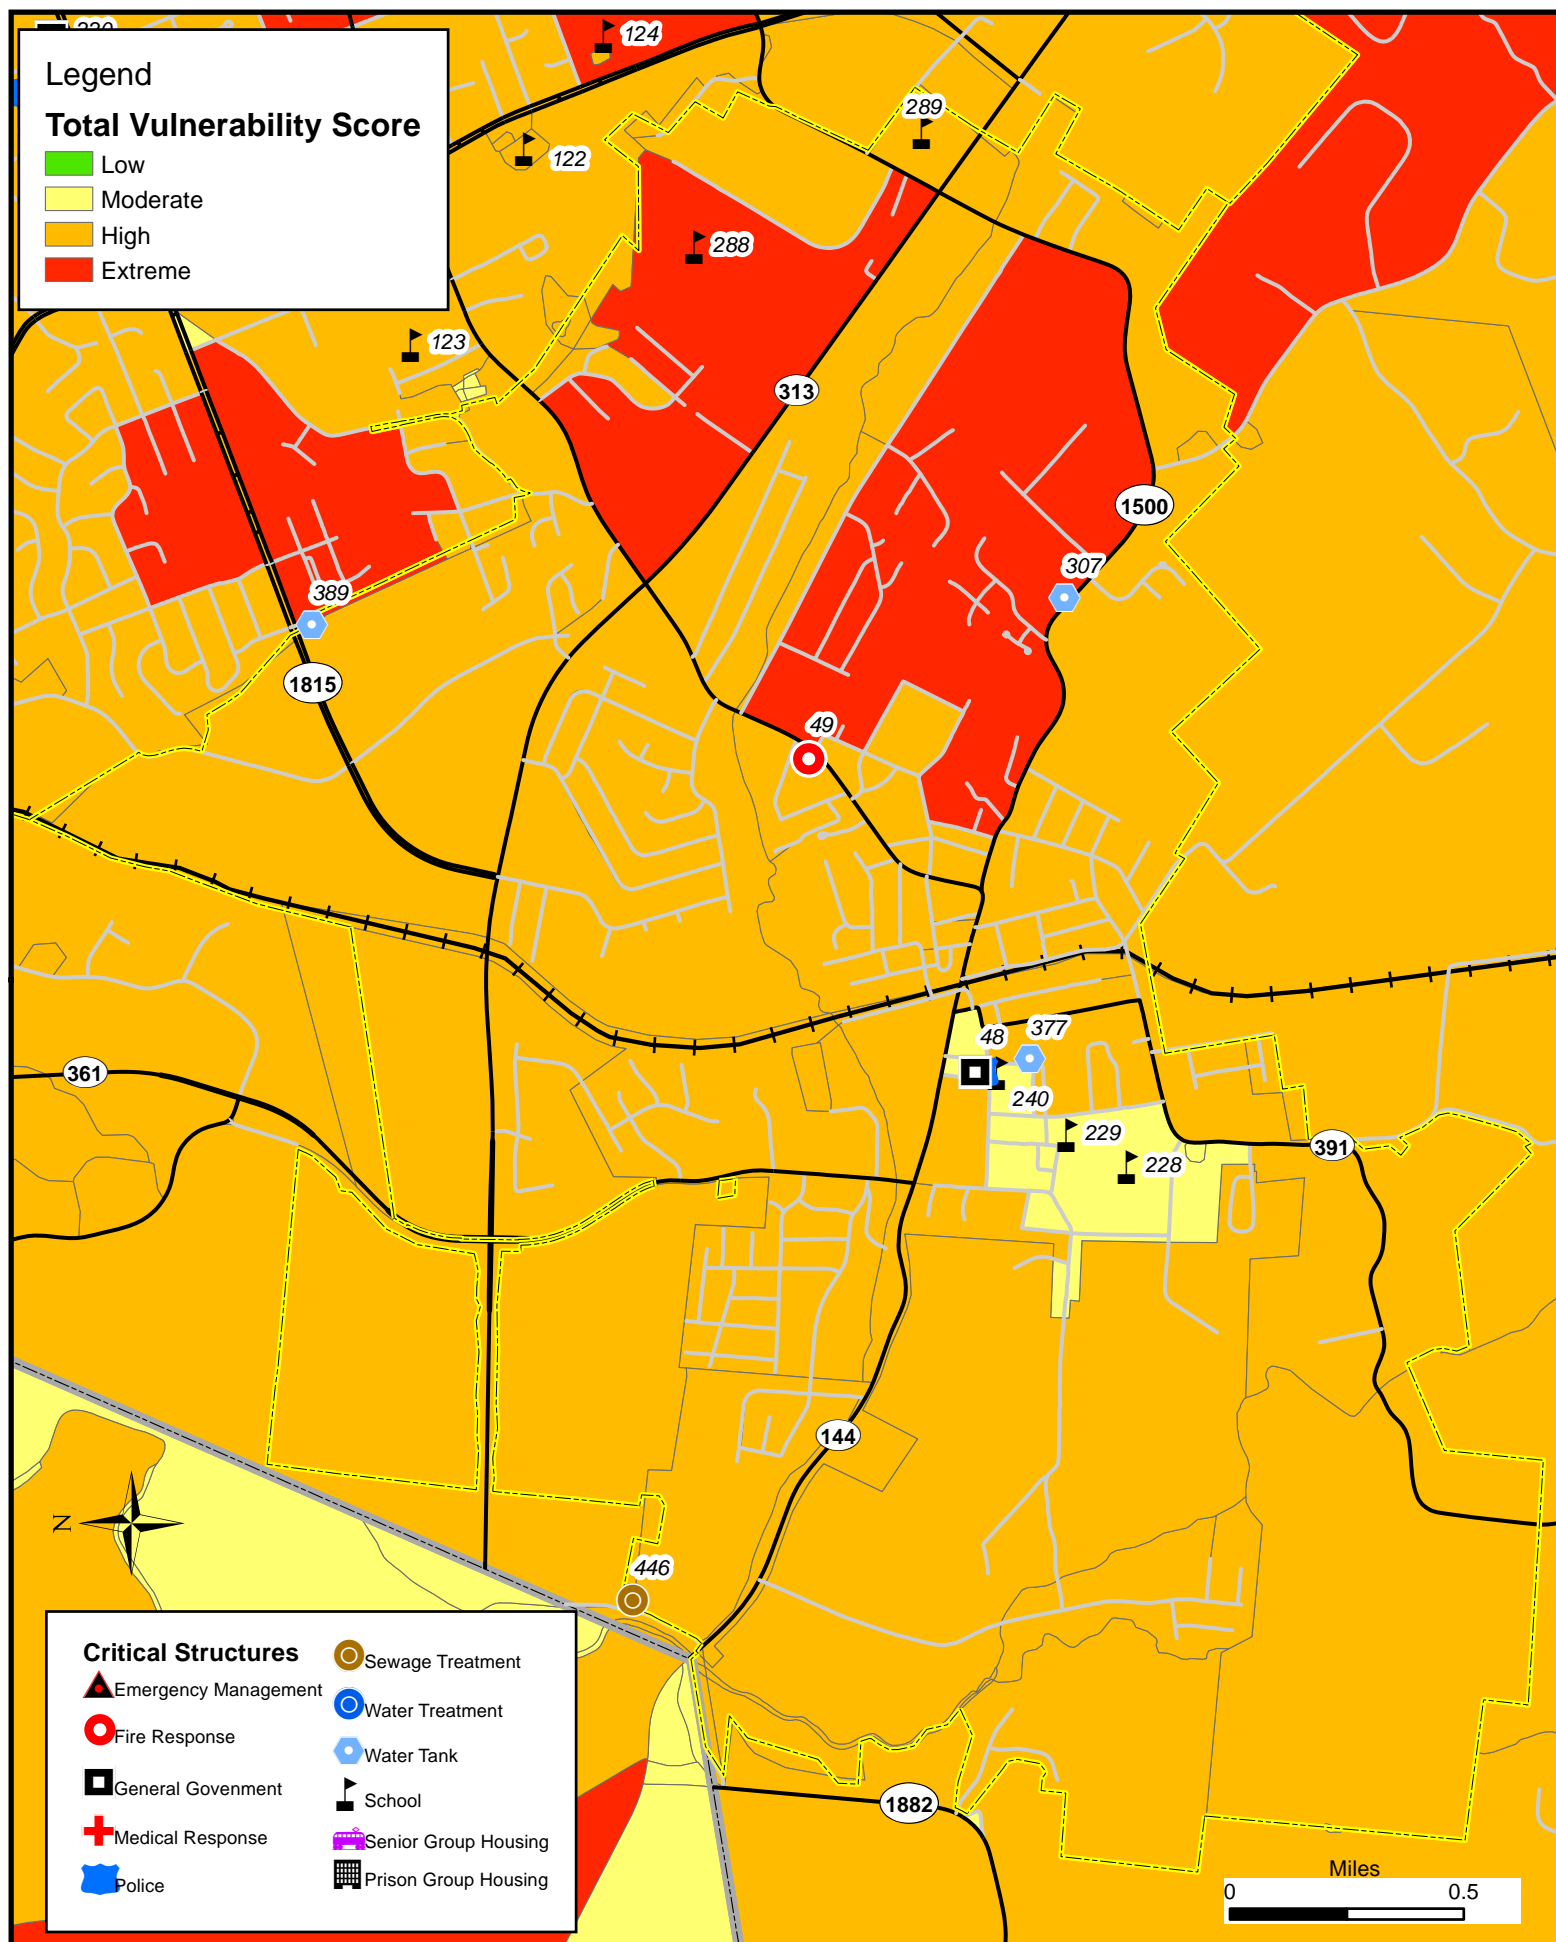 124
289
Legend
Total Vulnerability Score
Low
Moderate
High
Extreme
122
288
123
313
1500
307
389
1815
49
48
377
361
240
229
228
391
144
N
446
Critical Structures
Emergency Management
Fire Response
General Govenment
Medical Response
Police
Sewage Treatment
Water Treatment
Water Tank
School
Senior Group Housing
Prison Group Housing
1882
Miles
0 0.5